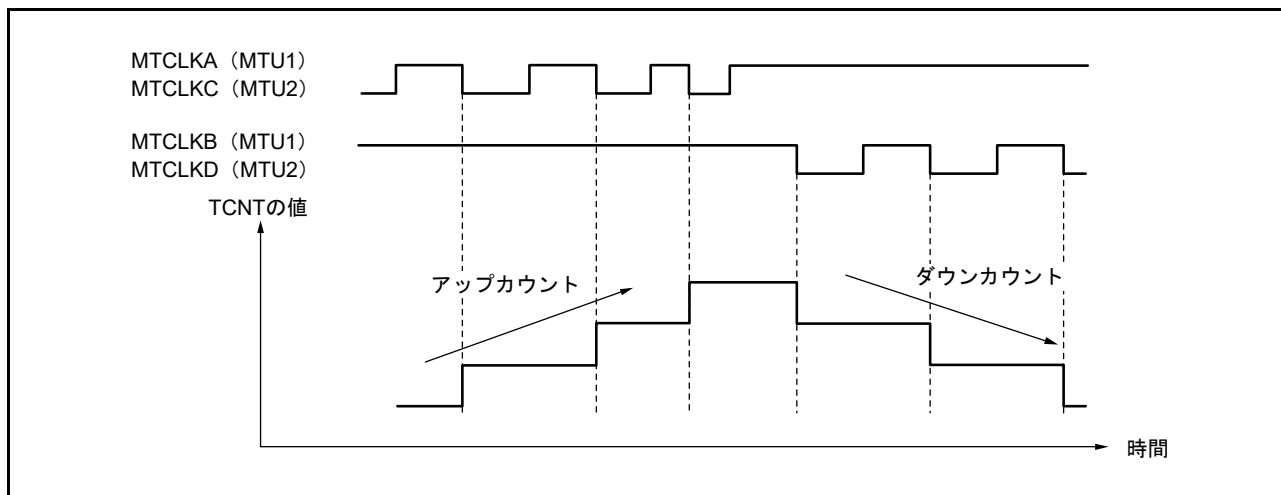 MTCLKA（MTU1）
MTCLKC（MTU2）
MTCLKB（MTU1）
MTCLKD（MTU2）
TCNTの値
アップカウント
ダウンカウント
時間